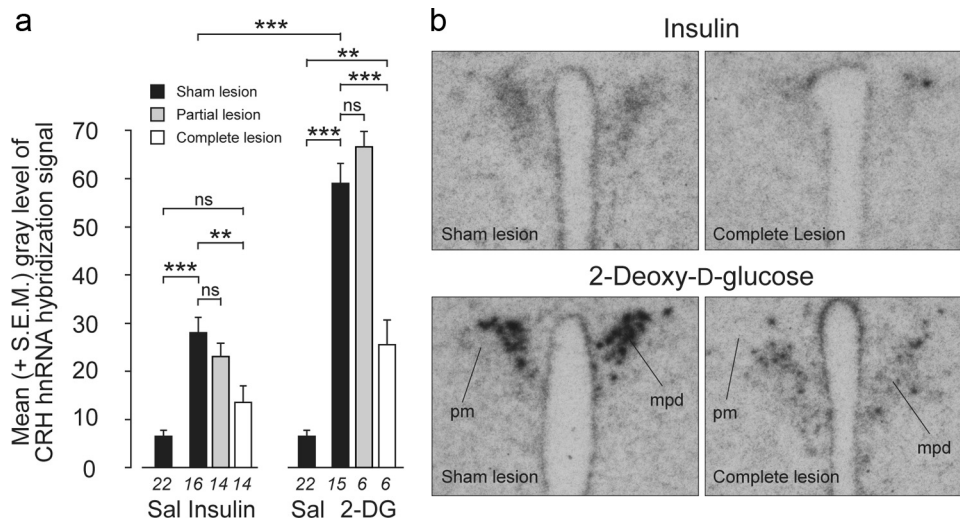 a
Mean (+ S.E.M.) gray level of
CRH hnRNA hybridization signal
70
60
50
40
30
20
10
0
Sham lesion
Partial lesion
Complete lesion
***
**
***
ns
***
ns
**
***
ns
22 16 14 14 22 15 6 6
Sal Insulin Sal 2-DG
b
Insulin
Sham lesion
Complete Lesion
2-Deoxy-D-glucose
pm
mpd
Sham lesion
pm
mpd
Complete lesion